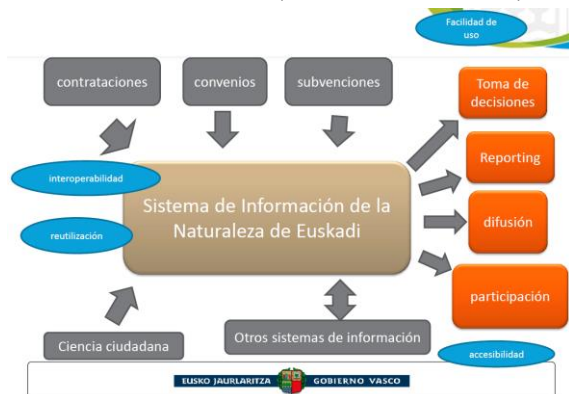 Facilidad de
uso
contrataciones
convenios
subvenciones
Toma de
decisiones
interoperabilidad
Reporting
Sistema de Información de la
Naturaleza de Euskadi
reutilización
difusión
participación
Ciencia ciudadana
Otros sistemas de información
accesibilidad
EUSKO JAURLARITZA GOBIERNO VASCO